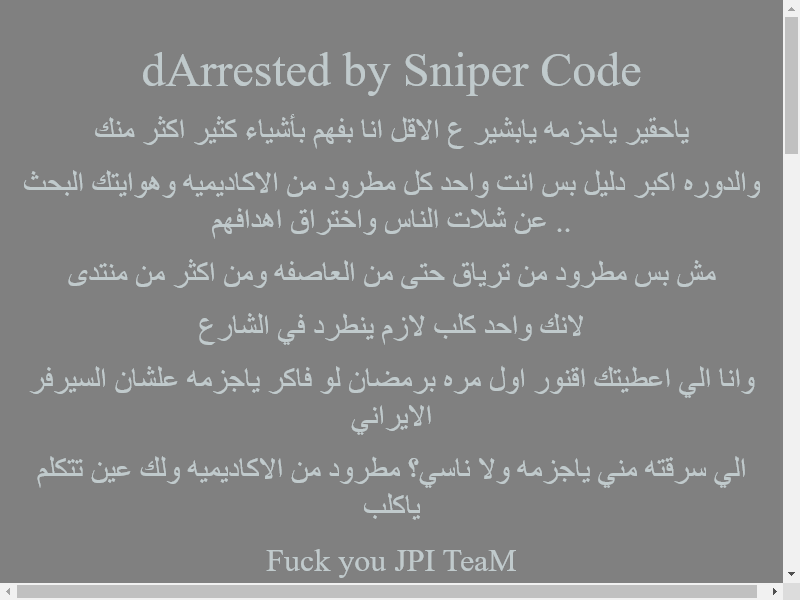 dArrested by Sniper Code
ياحقير ياجزمه يابشير ع الاقل انا بفهم بأشياء كثير اكثر منك
والدوره اكبر دليل بس انت واحد كل مطرود من الاكاديميه وهوايتك البحث
عن شلات الناس واختراق اهدافهم ..
مش بس مطرود من ترياق حتى من العاصفه ومن اكثر من منتدى
لانك واحد كلب لازم ينطرد في الشارع
وانا الي اعطيتك اقنور اول مره برمضان لو فاكر ياجزمه علشان السيرفر
الايراني
الي سرقته مني ياجزمه ولا ناسي؟ مطرود من الاكاديميه ولك عين تتكلم
ياكلب
Fuck you JPI TeaM